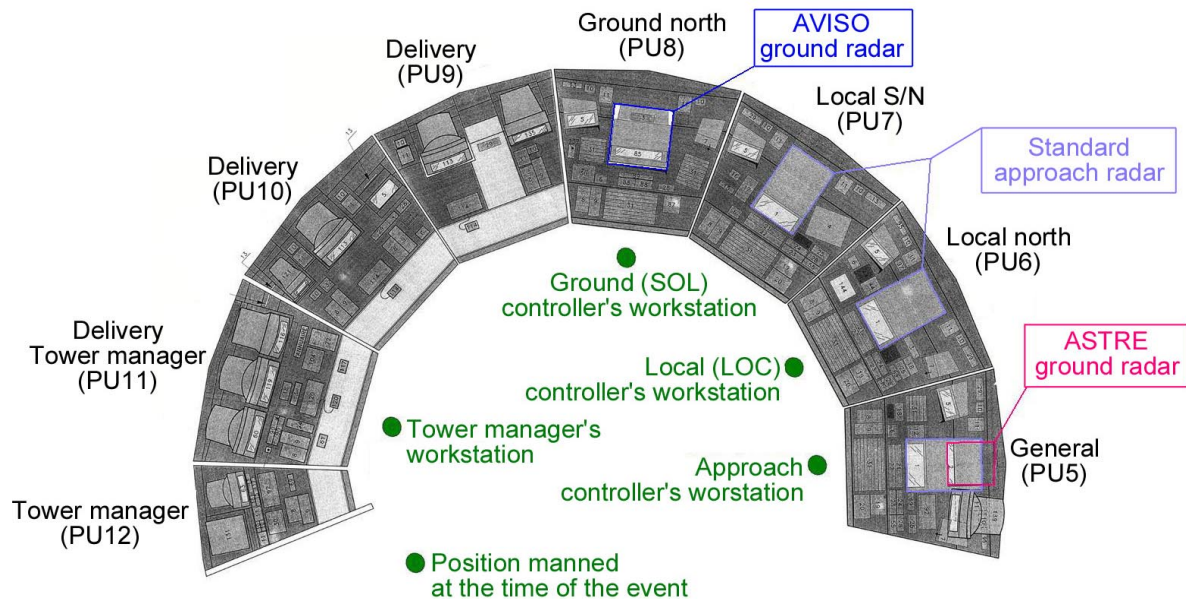 Ground north
(PU8)
AVISO
ground radar
Delivery
(PU9)
Local S/N
(PU7)
Standard
approach radar
Delivery
(PU10)
Local north
(PU6)
Ground (SOL)
controller's workstation
Delivery
Tower manager
(PU11)
ASTRE
ground radar
Local (LOC)
controller's workstation
Tower manager's
workstation
General
(PU5)
Approach
controller's worstation
Tower manager
(PU12)
Position manned
at the time of the event